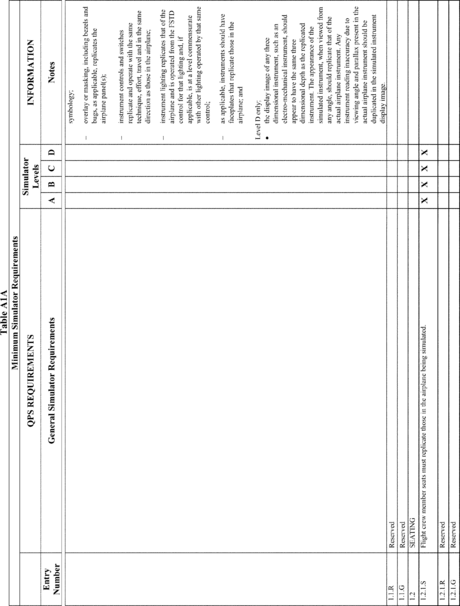 Table A1A
Minimum Simulator Requirements
QPS REQUIREMENTS
Simulator
Levels
INFORMATION
Entry
Number
General Simulator Requirements
A
B
C
D
Notes
symbology;
– overlay or masking, including bezels and
bugs, as applicable, replicates the
airplane panel(s);
– instrument controls and switches
replicate and operate with the same
technique, effort, travel and in the same
direction as those in the airplane;
– instrument lighting replicates that of the
airplane and is operated from the FSTD
control for that lighting and, if
applicable, is at a level commensurate
with other lighting operated by that same
control;
– as applicable, instruments should have
faceplates that replicate those in the
airplane; and
Level D only:
• the display image of any three
dimensional instrument, such as an
electro-mechanical instrument, should
appear to have the same three
dimensional depth as the replicated
instrument. The appearance of the
simulated instrument, when viewed from
any angle, should replicate that of the
actual airplane instrument. Any
instrument reading inaccuracy due to
viewing angle and parallax present in the
actual airplane instrument should be
duplicated in the simulated instrument
display image.
1.1.R Reserved
1.1.G Reserved
1.2 SEATING
1.2.1.S Flight crew member seats must replicate those in the airplane being simulated. X X X X
1.2.1.R Reserved
1.2.1.G Reserved